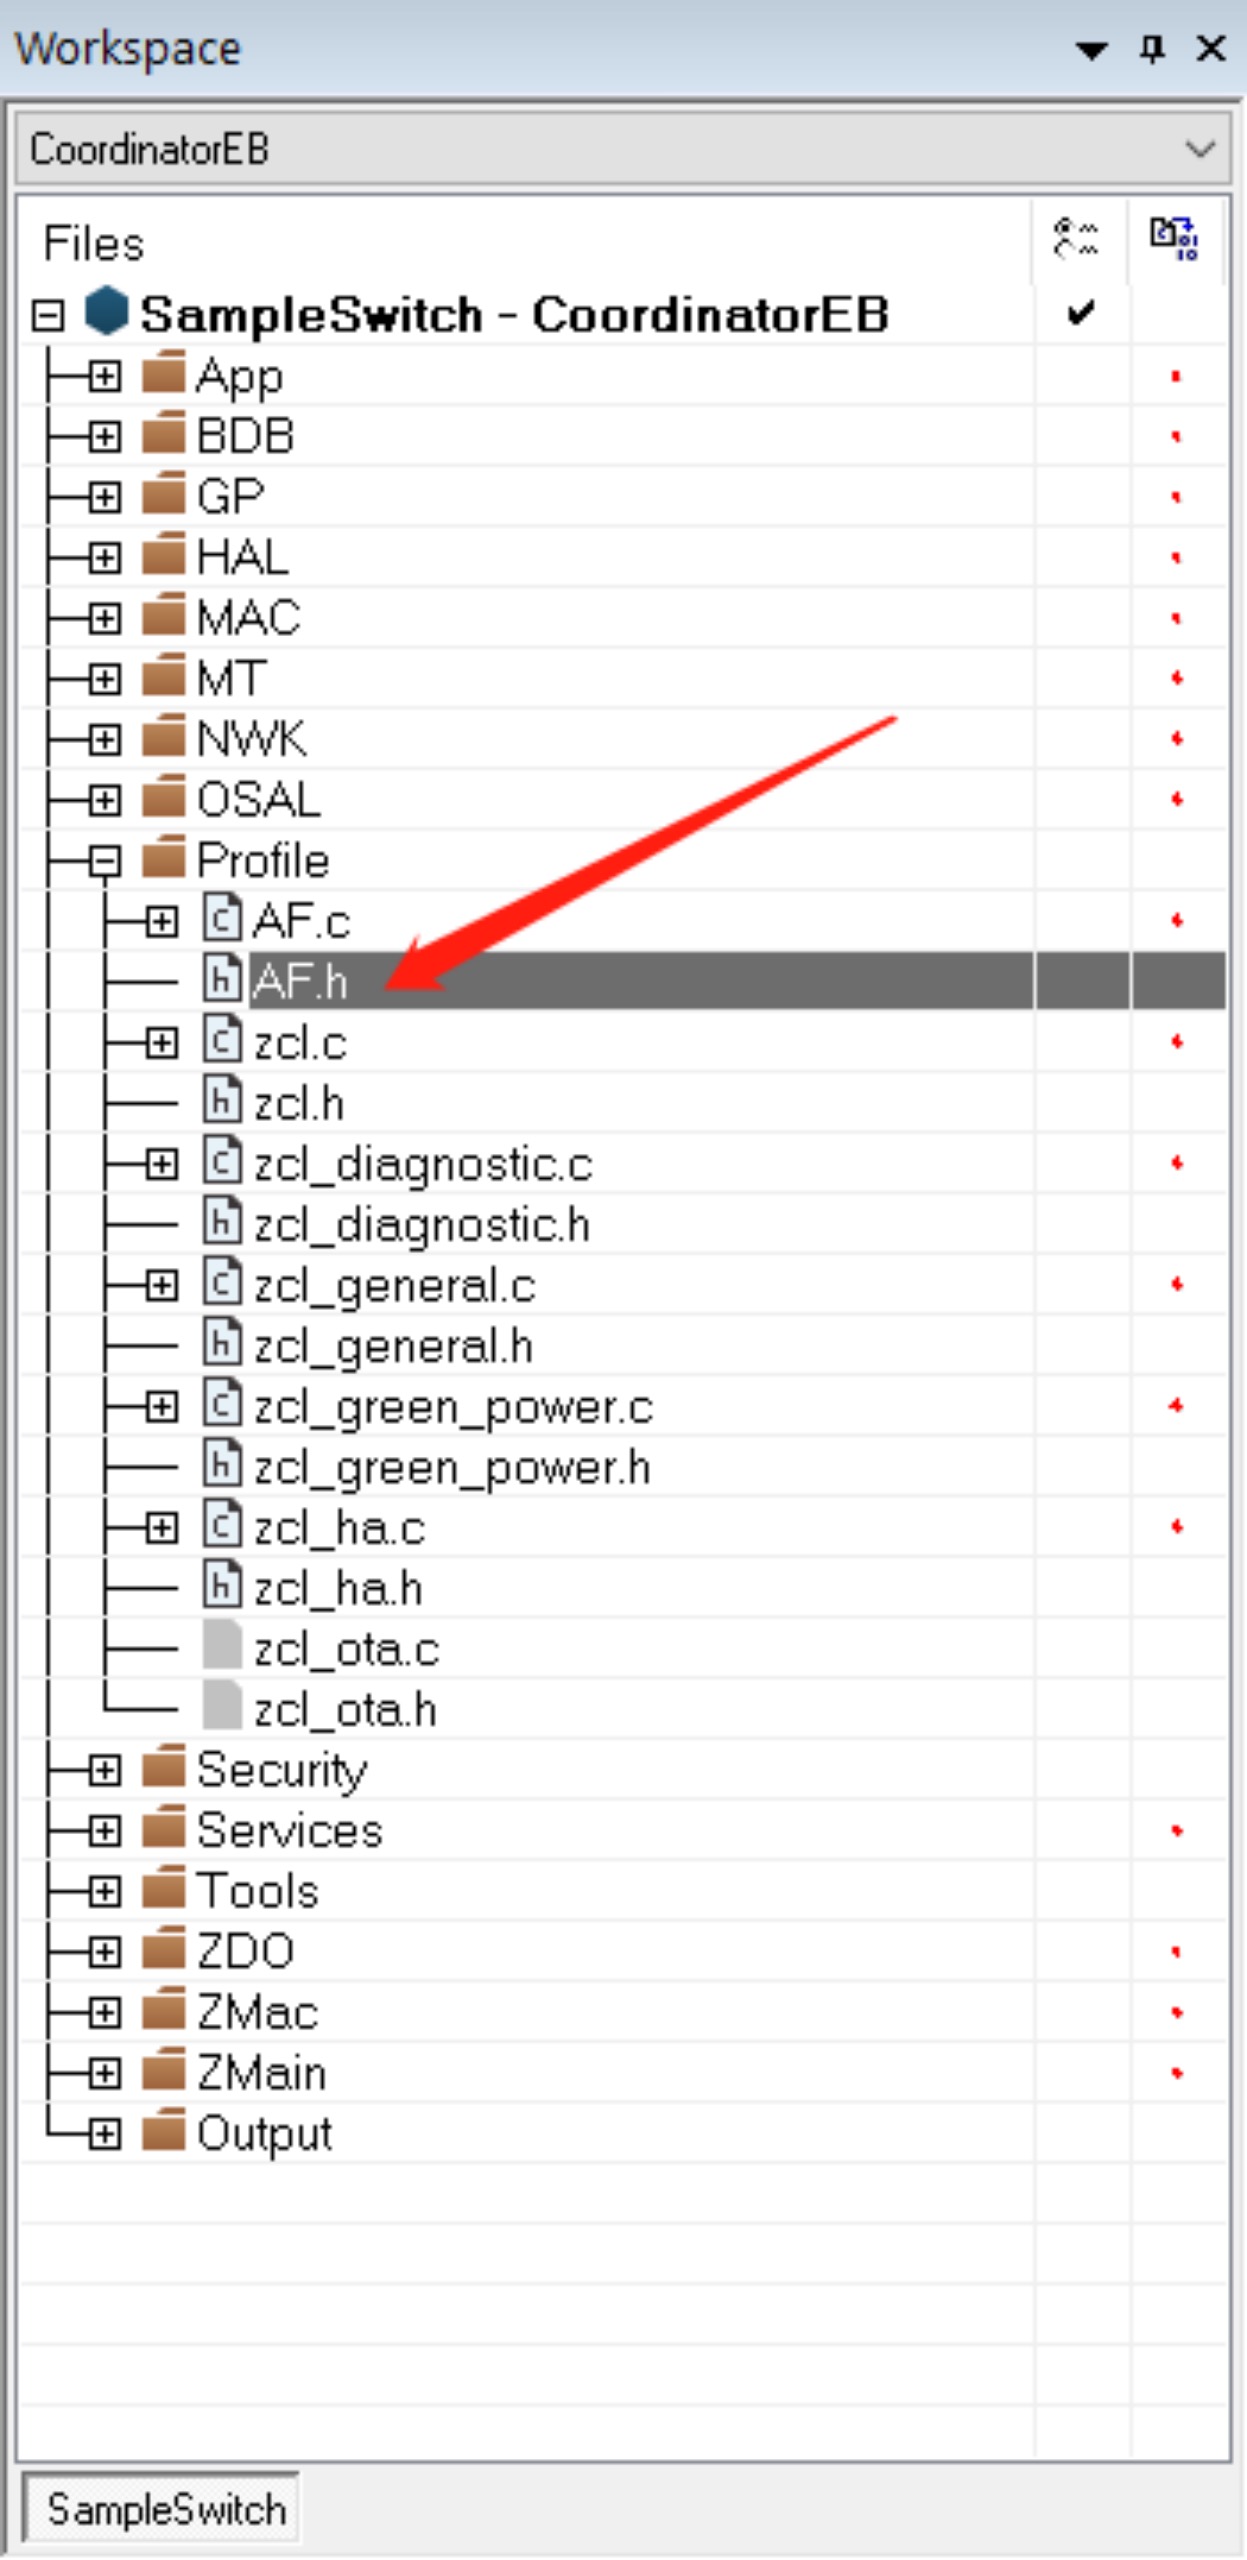 Workspace
CoordinatorEB
Files
SampleSwitch - CoordinatorEB
App
BDB
GP
HAL
MAC
MT
NWK
OSAL
Profile
AF.c
AF.h
zcl.c
zcl.h
zcl_diagnostic.c
zcl_diagnostic.h
zcl_general.c
zcl_general.h
zcl_green_power.c
zcl_green_power.h
zcl_ha.c
zcl_ha.h
zcl_ota.c
zcl_ota.h
Security
Services
Tools
ZDO
ZMac
ZMain
Output
SampleSwitch